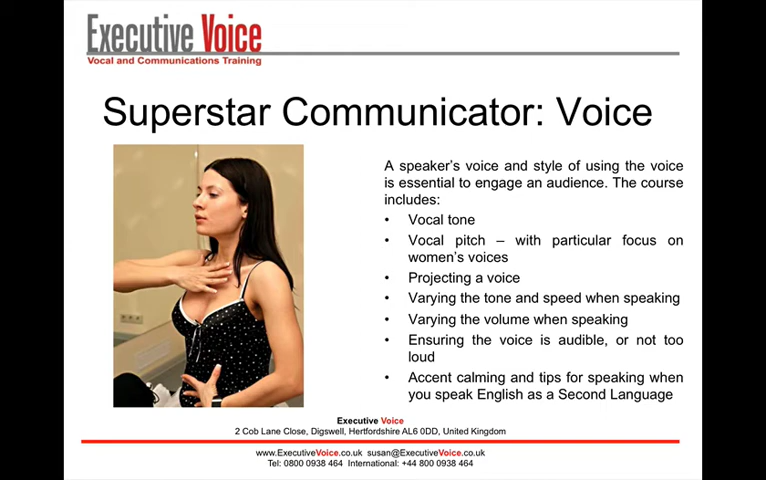 Executive Voice
Vocal and Communications Training
Superstar Communicator: Voice
A speaker's voice and style of using the voice
is essential to engage an audience. The course
includes:
• Vocal tone
• Vocal pitch – with particular focus on
women's voices
• Projecting a voice
• Varying the tone and speed when speaking
• Varying the volume when speaking
• Ensuring the voice is audible, or not too
loud
• Accent calming and tips for speaking when
you speak English as a Second Language
Executive Voice
2 Cob Lane Close, Digswell, Hertfordshire AL6 0DD, United Kingdom
www.ExecutiveVoice.co.uk susan@ExecutiveVoice.co.uk
Tel: 0800 0938 464 International: +44 800 0938 464